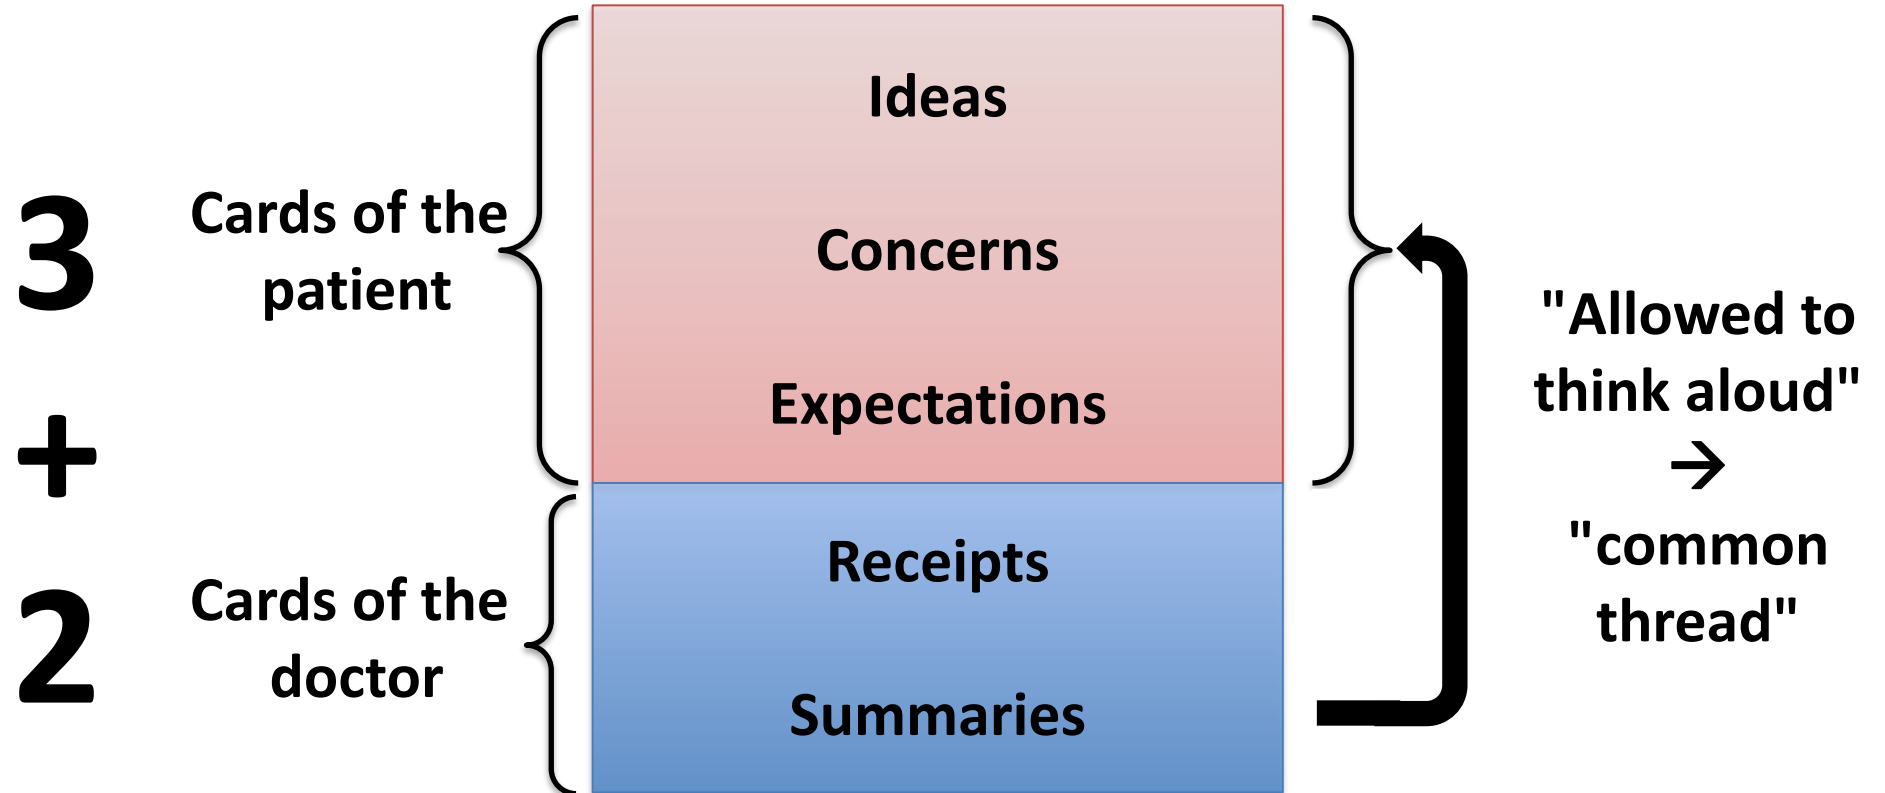 3
Cards of the
patient
+
2
Cards of the
doctor
Ideas
Concerns
Expectations
Receipts
Summaries
"Allowed to
think aloud"
→
"common
thread"